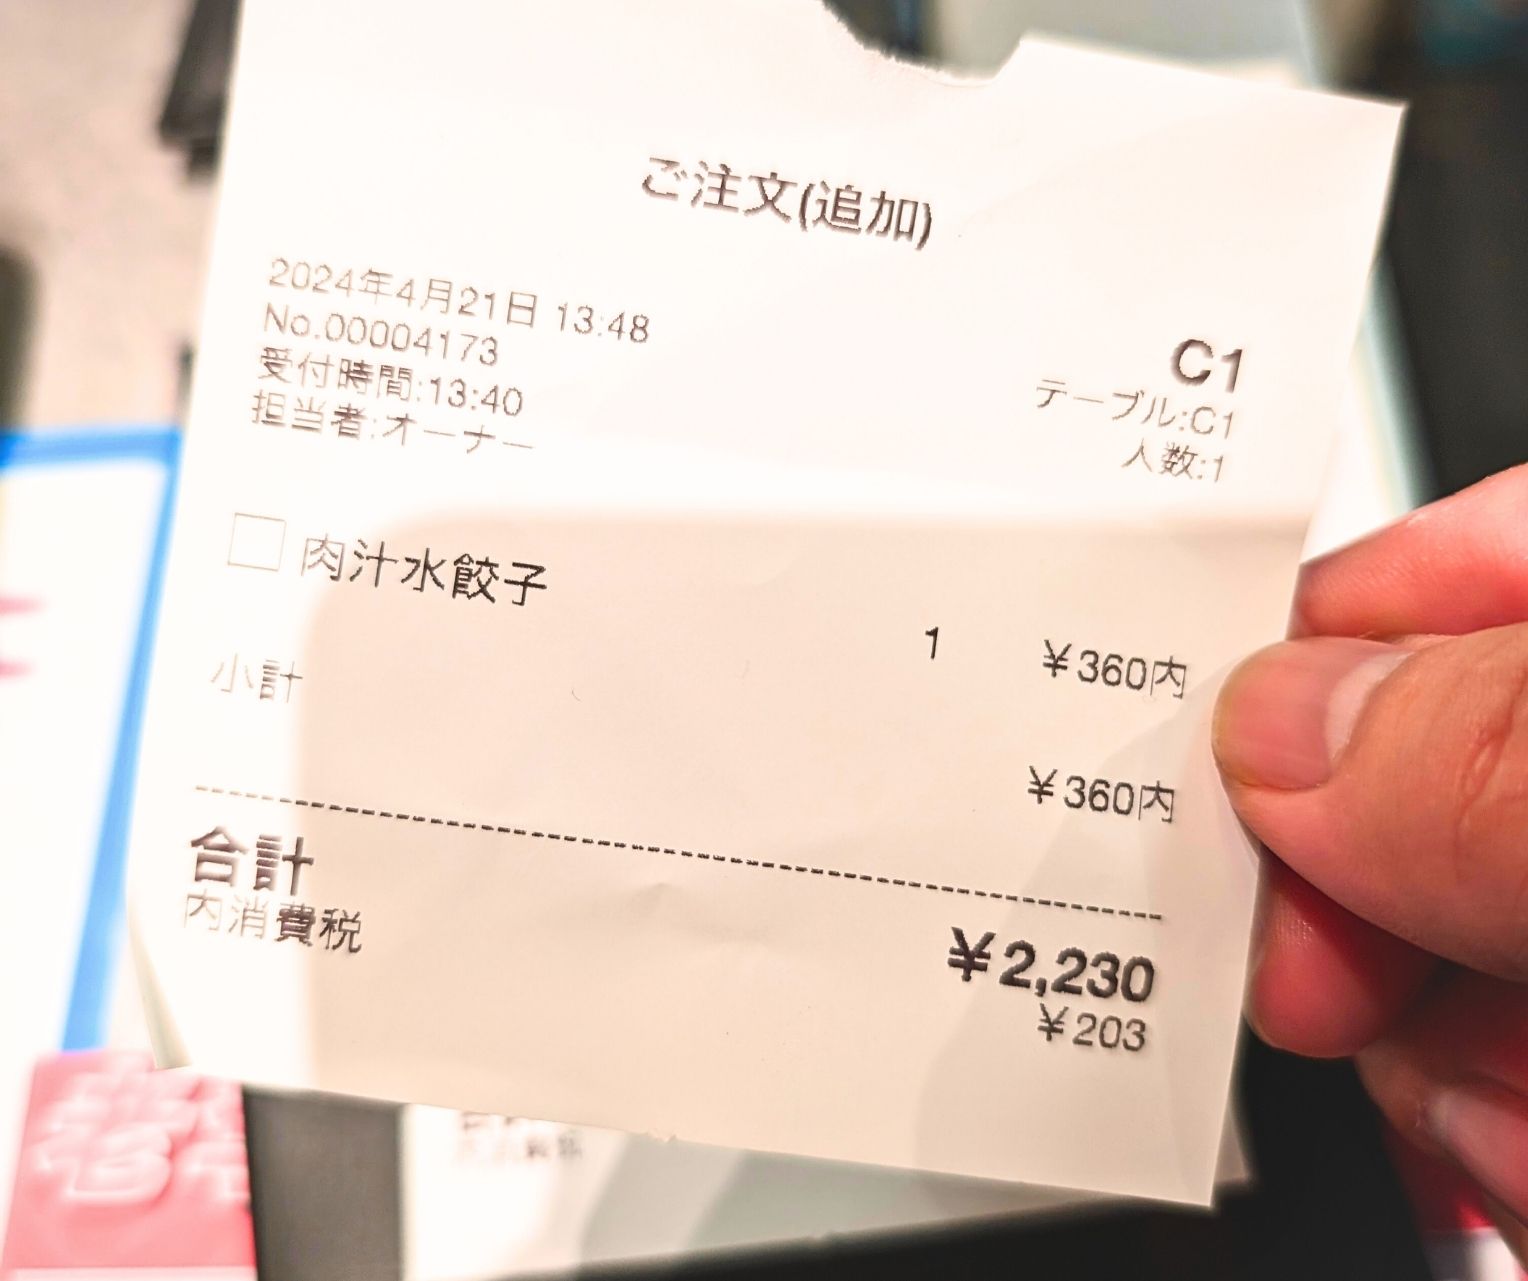 ご注文(追加)
2024年4月21日 13:48
No.00004173
受付時間:13:40
担当者:オーナー
C1
テーブル:C1
人数:1
肉汁水餃子
1 ¥360内
小計
¥360内
合計
¥2,230
内消費税
¥203